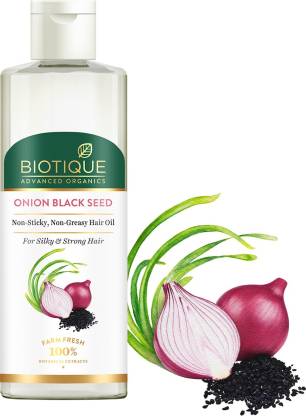 BIOTIQUE
ADVANCED ORGANICS
ONION BLACK SEED
Non-Sticky, Non-Greasy Hair Oil
For Silky & Strong Hair
FARM FRESH
100%
BOTANICAL EXTRACTS